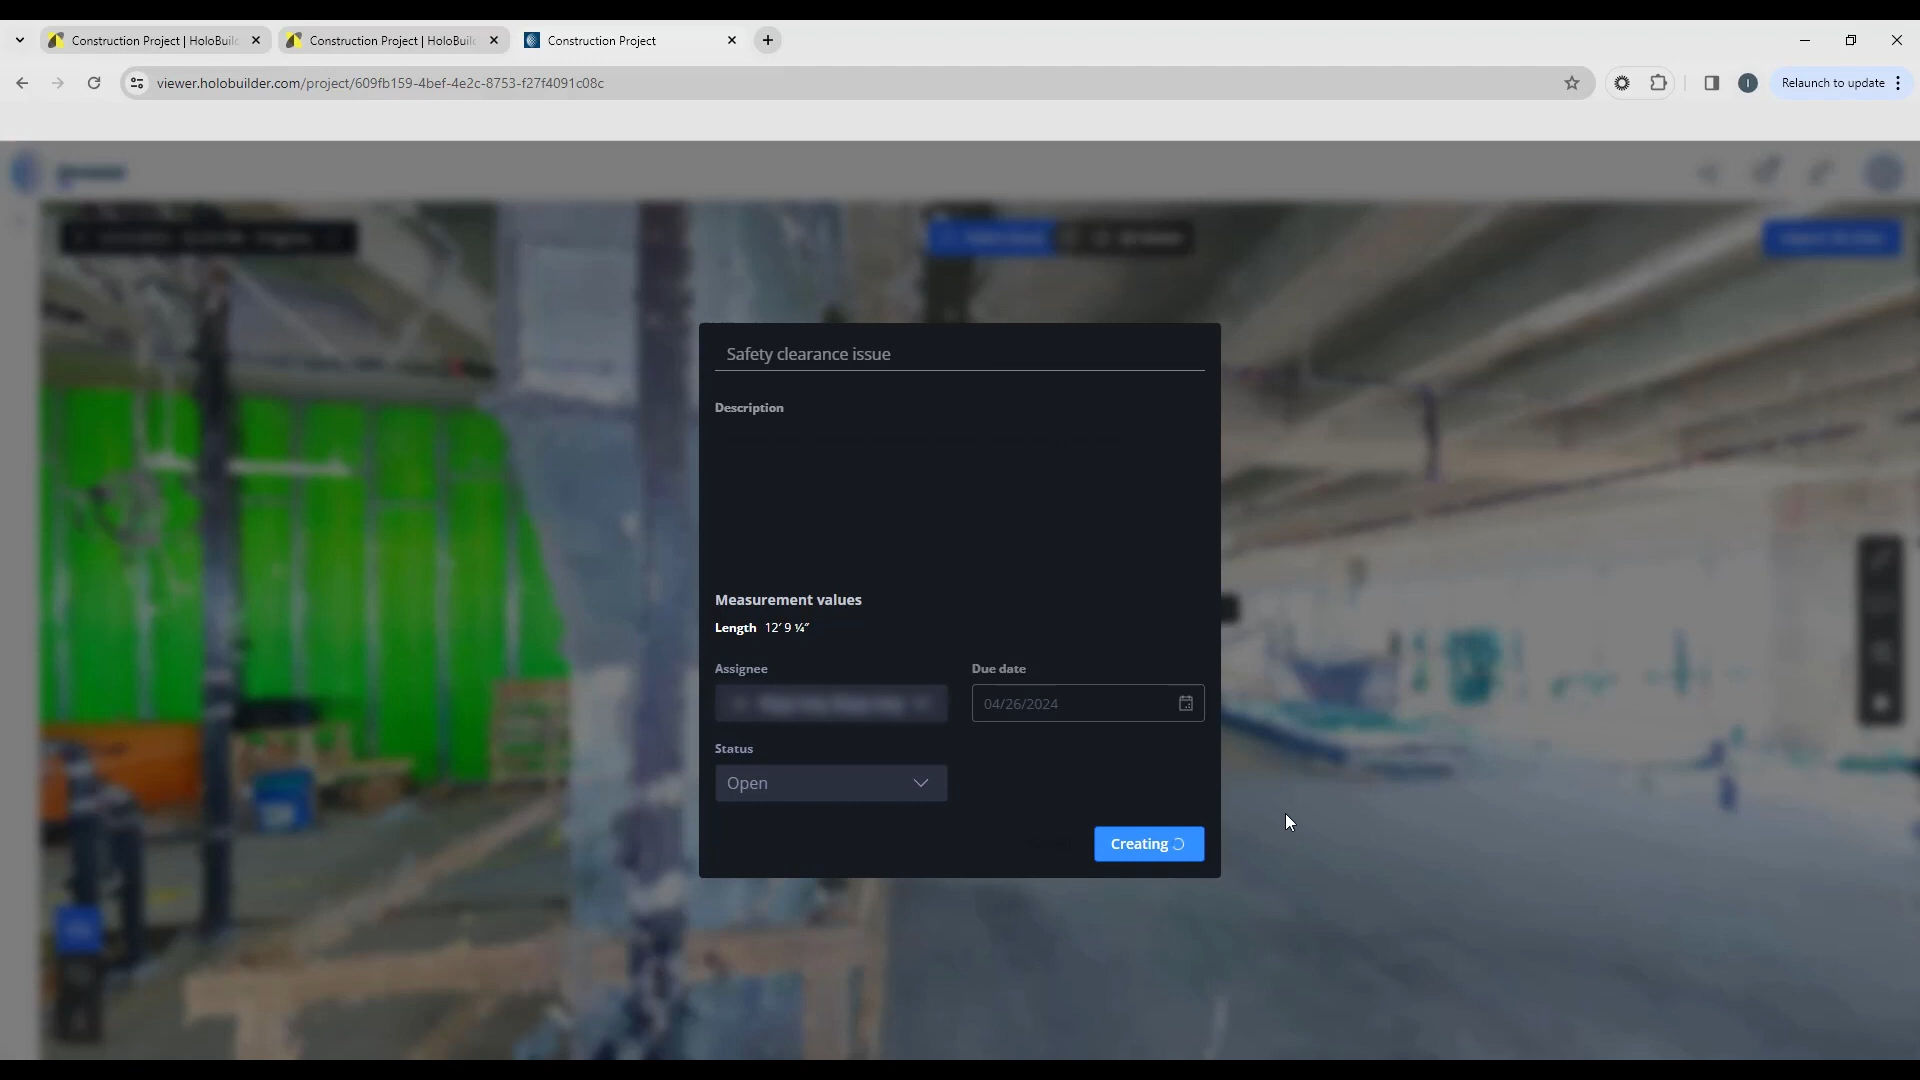 Construction Project | HoloBuil
Construction Project | HoloBuil
Construction Project
viewer.holobuilder.com/project/609fb159-4bef-4e2c-8753-f27f4091c08c
I
Relaunch to update
Safety clearance issue
Description
Measurement values
Length 12' 9 ¼"
Assignee
Due date
04/26/2024
Status
Open
Creating